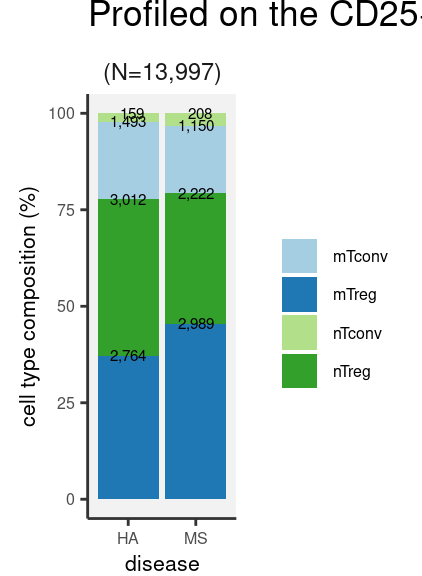 Profiled on the CD25
(N=13,997)
cell type composition (%)
100
75
50
25
0
159
1,493
3,012
2,764
208
1,150
2,222
2,989
HA
MS
disease
mTconv
mTreg
nTconv
nTreg